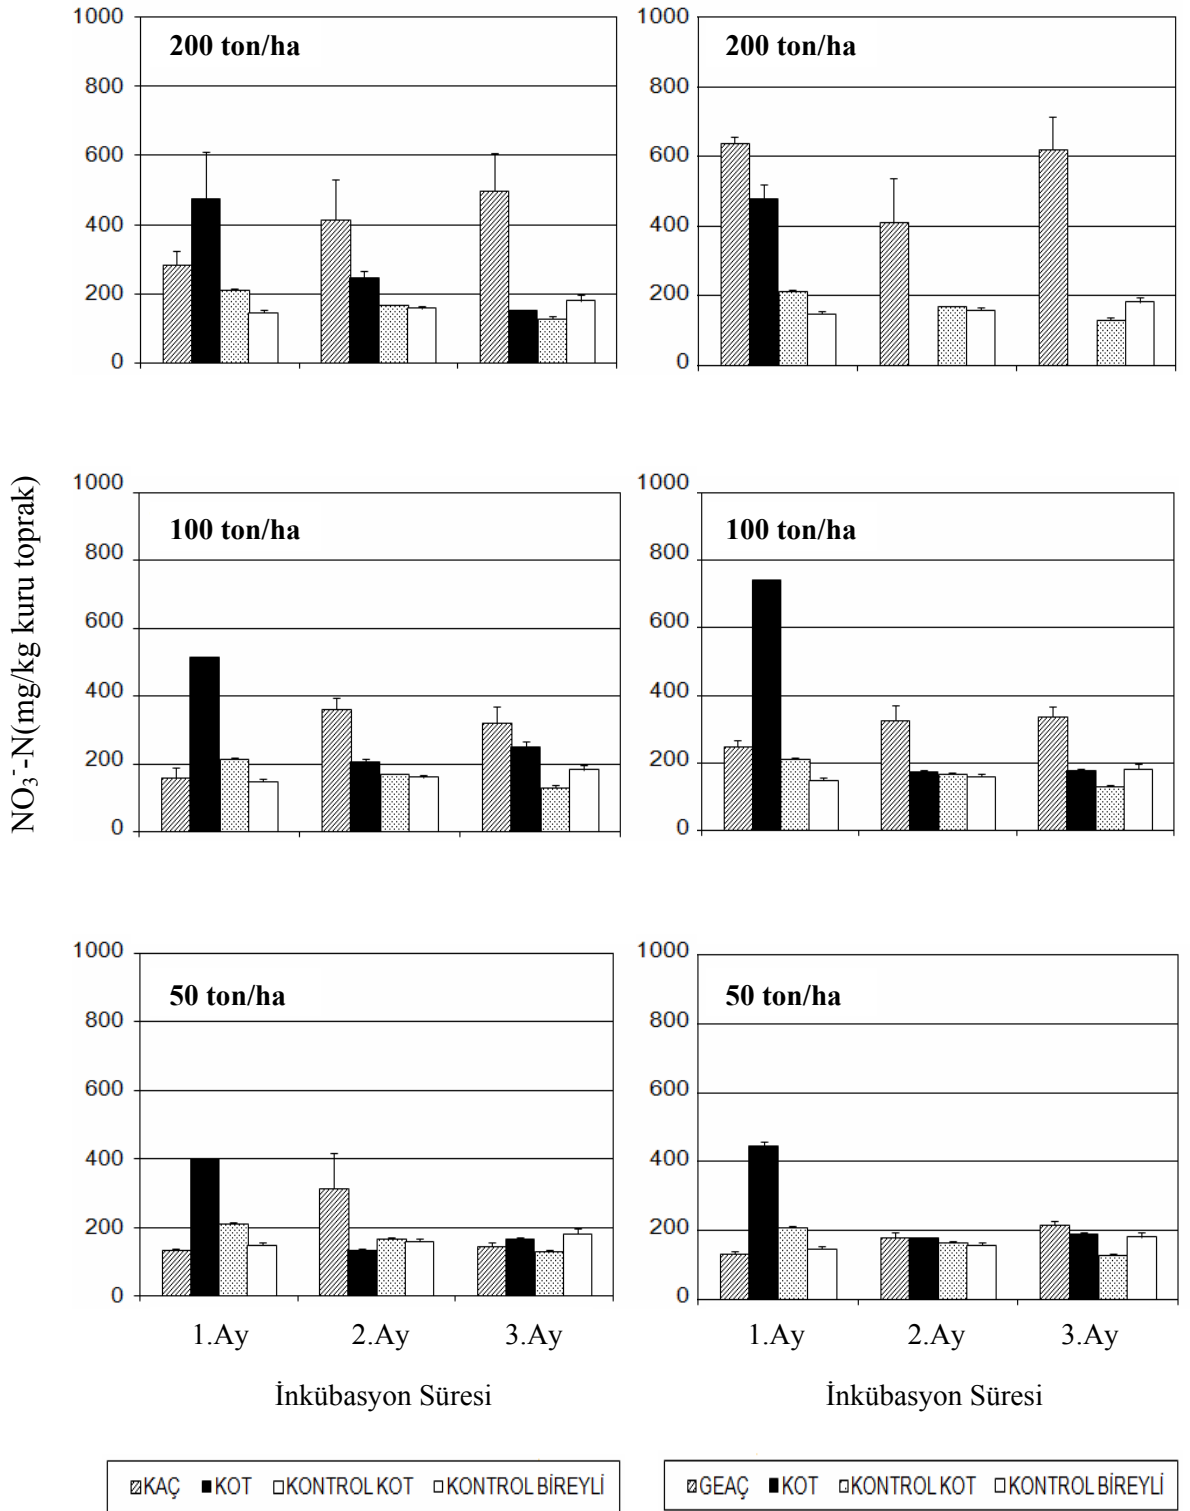 1000
200 ton/ha
800
600
400
200
0
1000
200 ton/ha
800
600
400
200
0
NO₃⁻-N(mg/kg kuru toprak)
1000
100 ton/ha
800
600
400
200
0
1000
100 ton/ha
800
600
400
200
0
1000
50 ton/ha
800
600
400
200
0
1.Ay 2.Ay 3.Ay
İnkübasyon Süresi
1000
50 ton/ha
800
600
400
200
0
1.Ay 2.Ay 3.Ay
İnkübasyon Süresi
KAÇ KOT KONTROL KOT KONTROL BİREYLİ
GEAÇ KOT KONTROL KOT KONTROL BİREYLİ